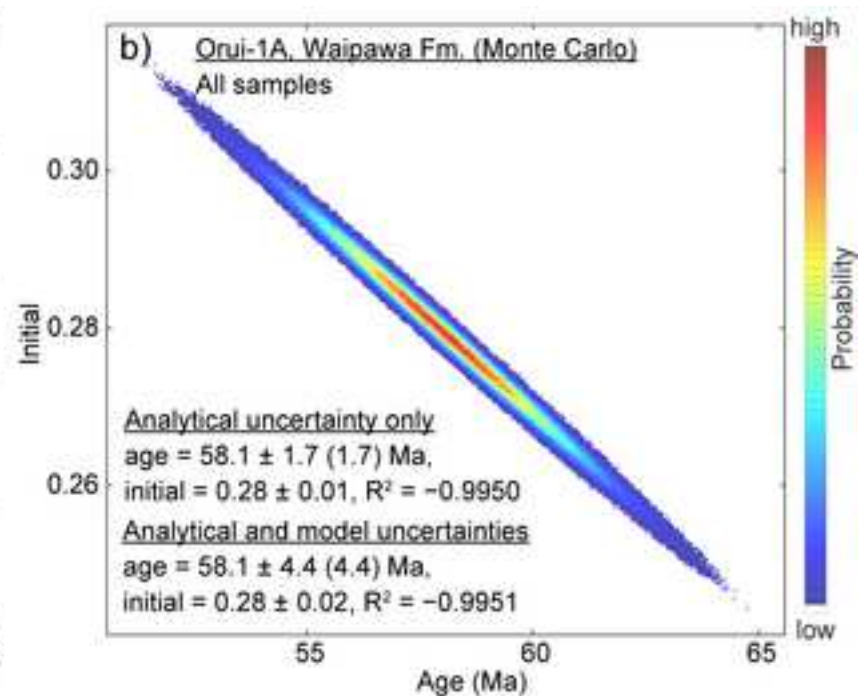 b) Orui-1A, Waipawa Fm. (Monte Carlo)
All samples
high
0.30
0.28
0.26
Initial
Probability
Analytical uncertainty only
age = 58.1 ± 1.7 (1.7) Ma,
initial = 0.28 ± 0.01, R² = −0.9950
Analytical and model uncertainties
age = 58.1 ± 4.4 (4.4) Ma,
initial = 0.28 ± 0.02, R² = −0.9951
low
55 60 65
Age (Ma)